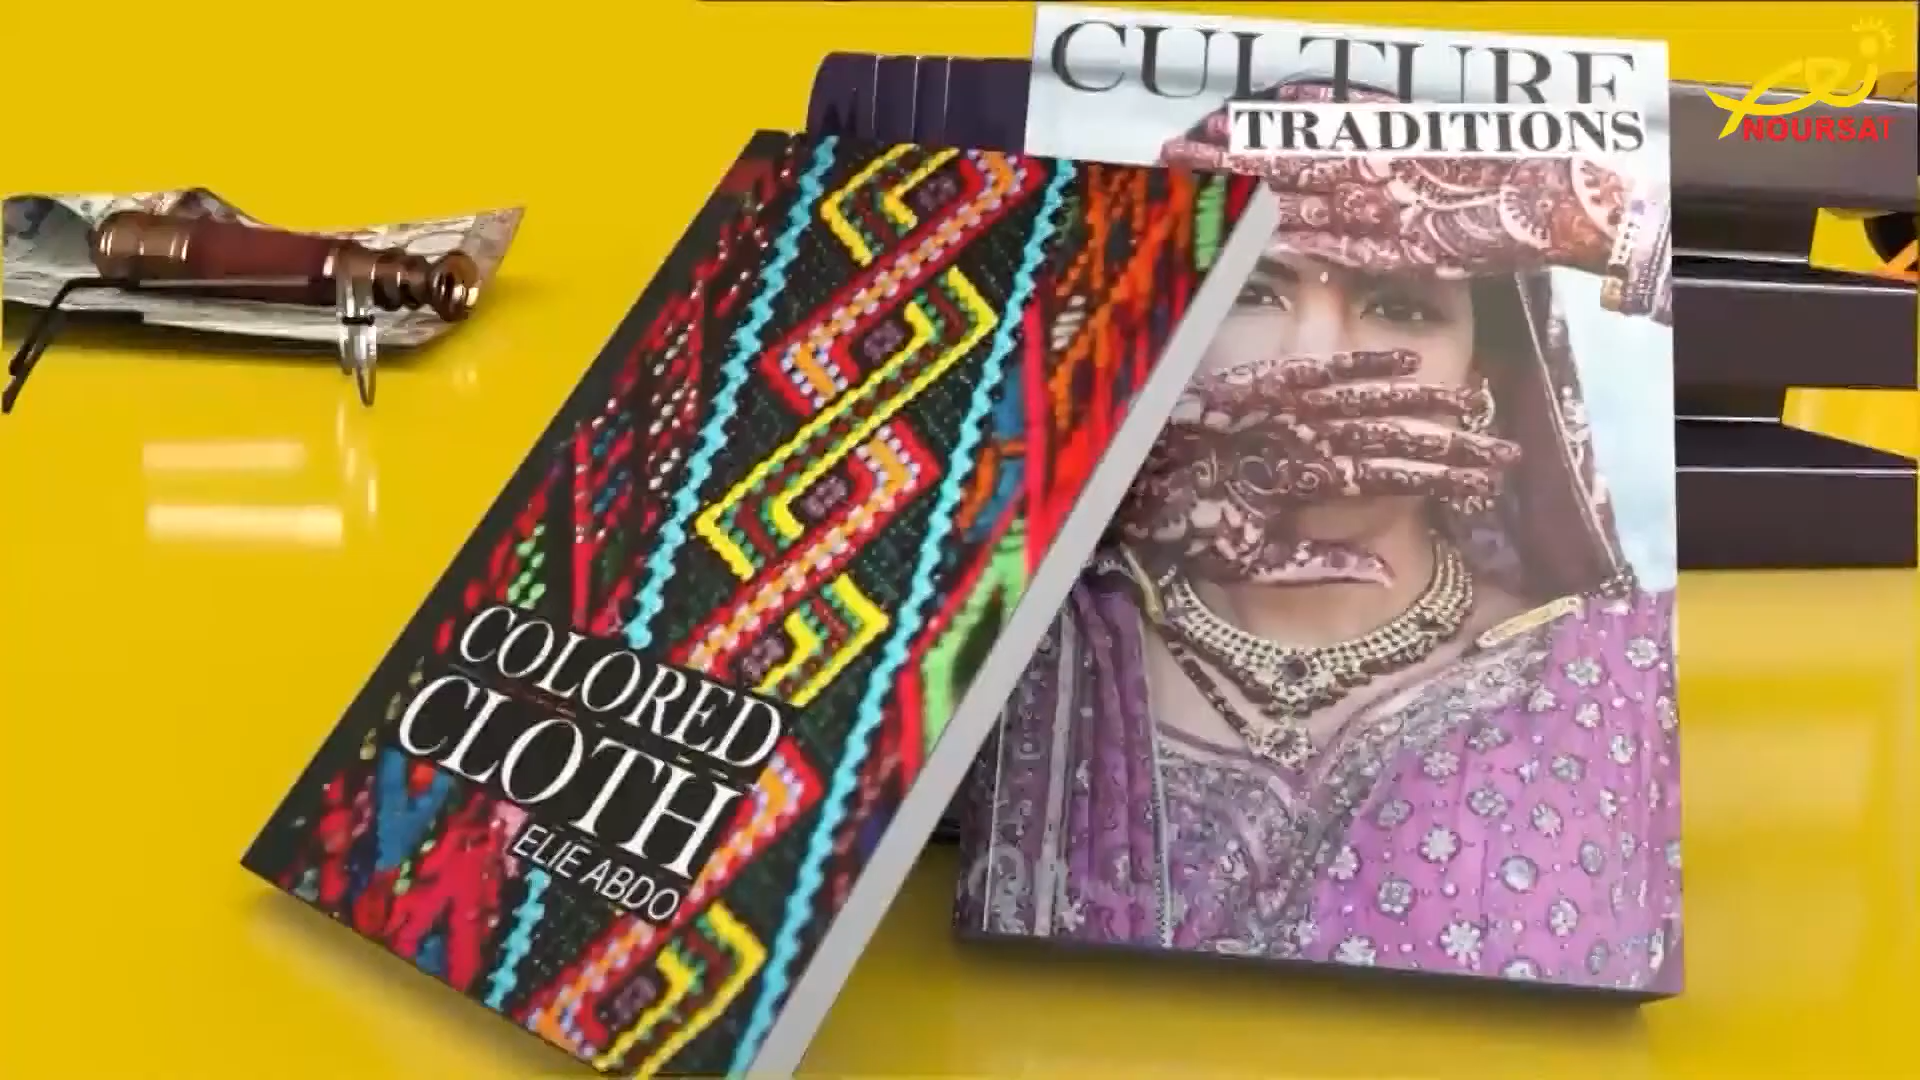 CULTURE
TRADITIONS
NOURSAT
COLORED
CLOTH
ELIE ABDO